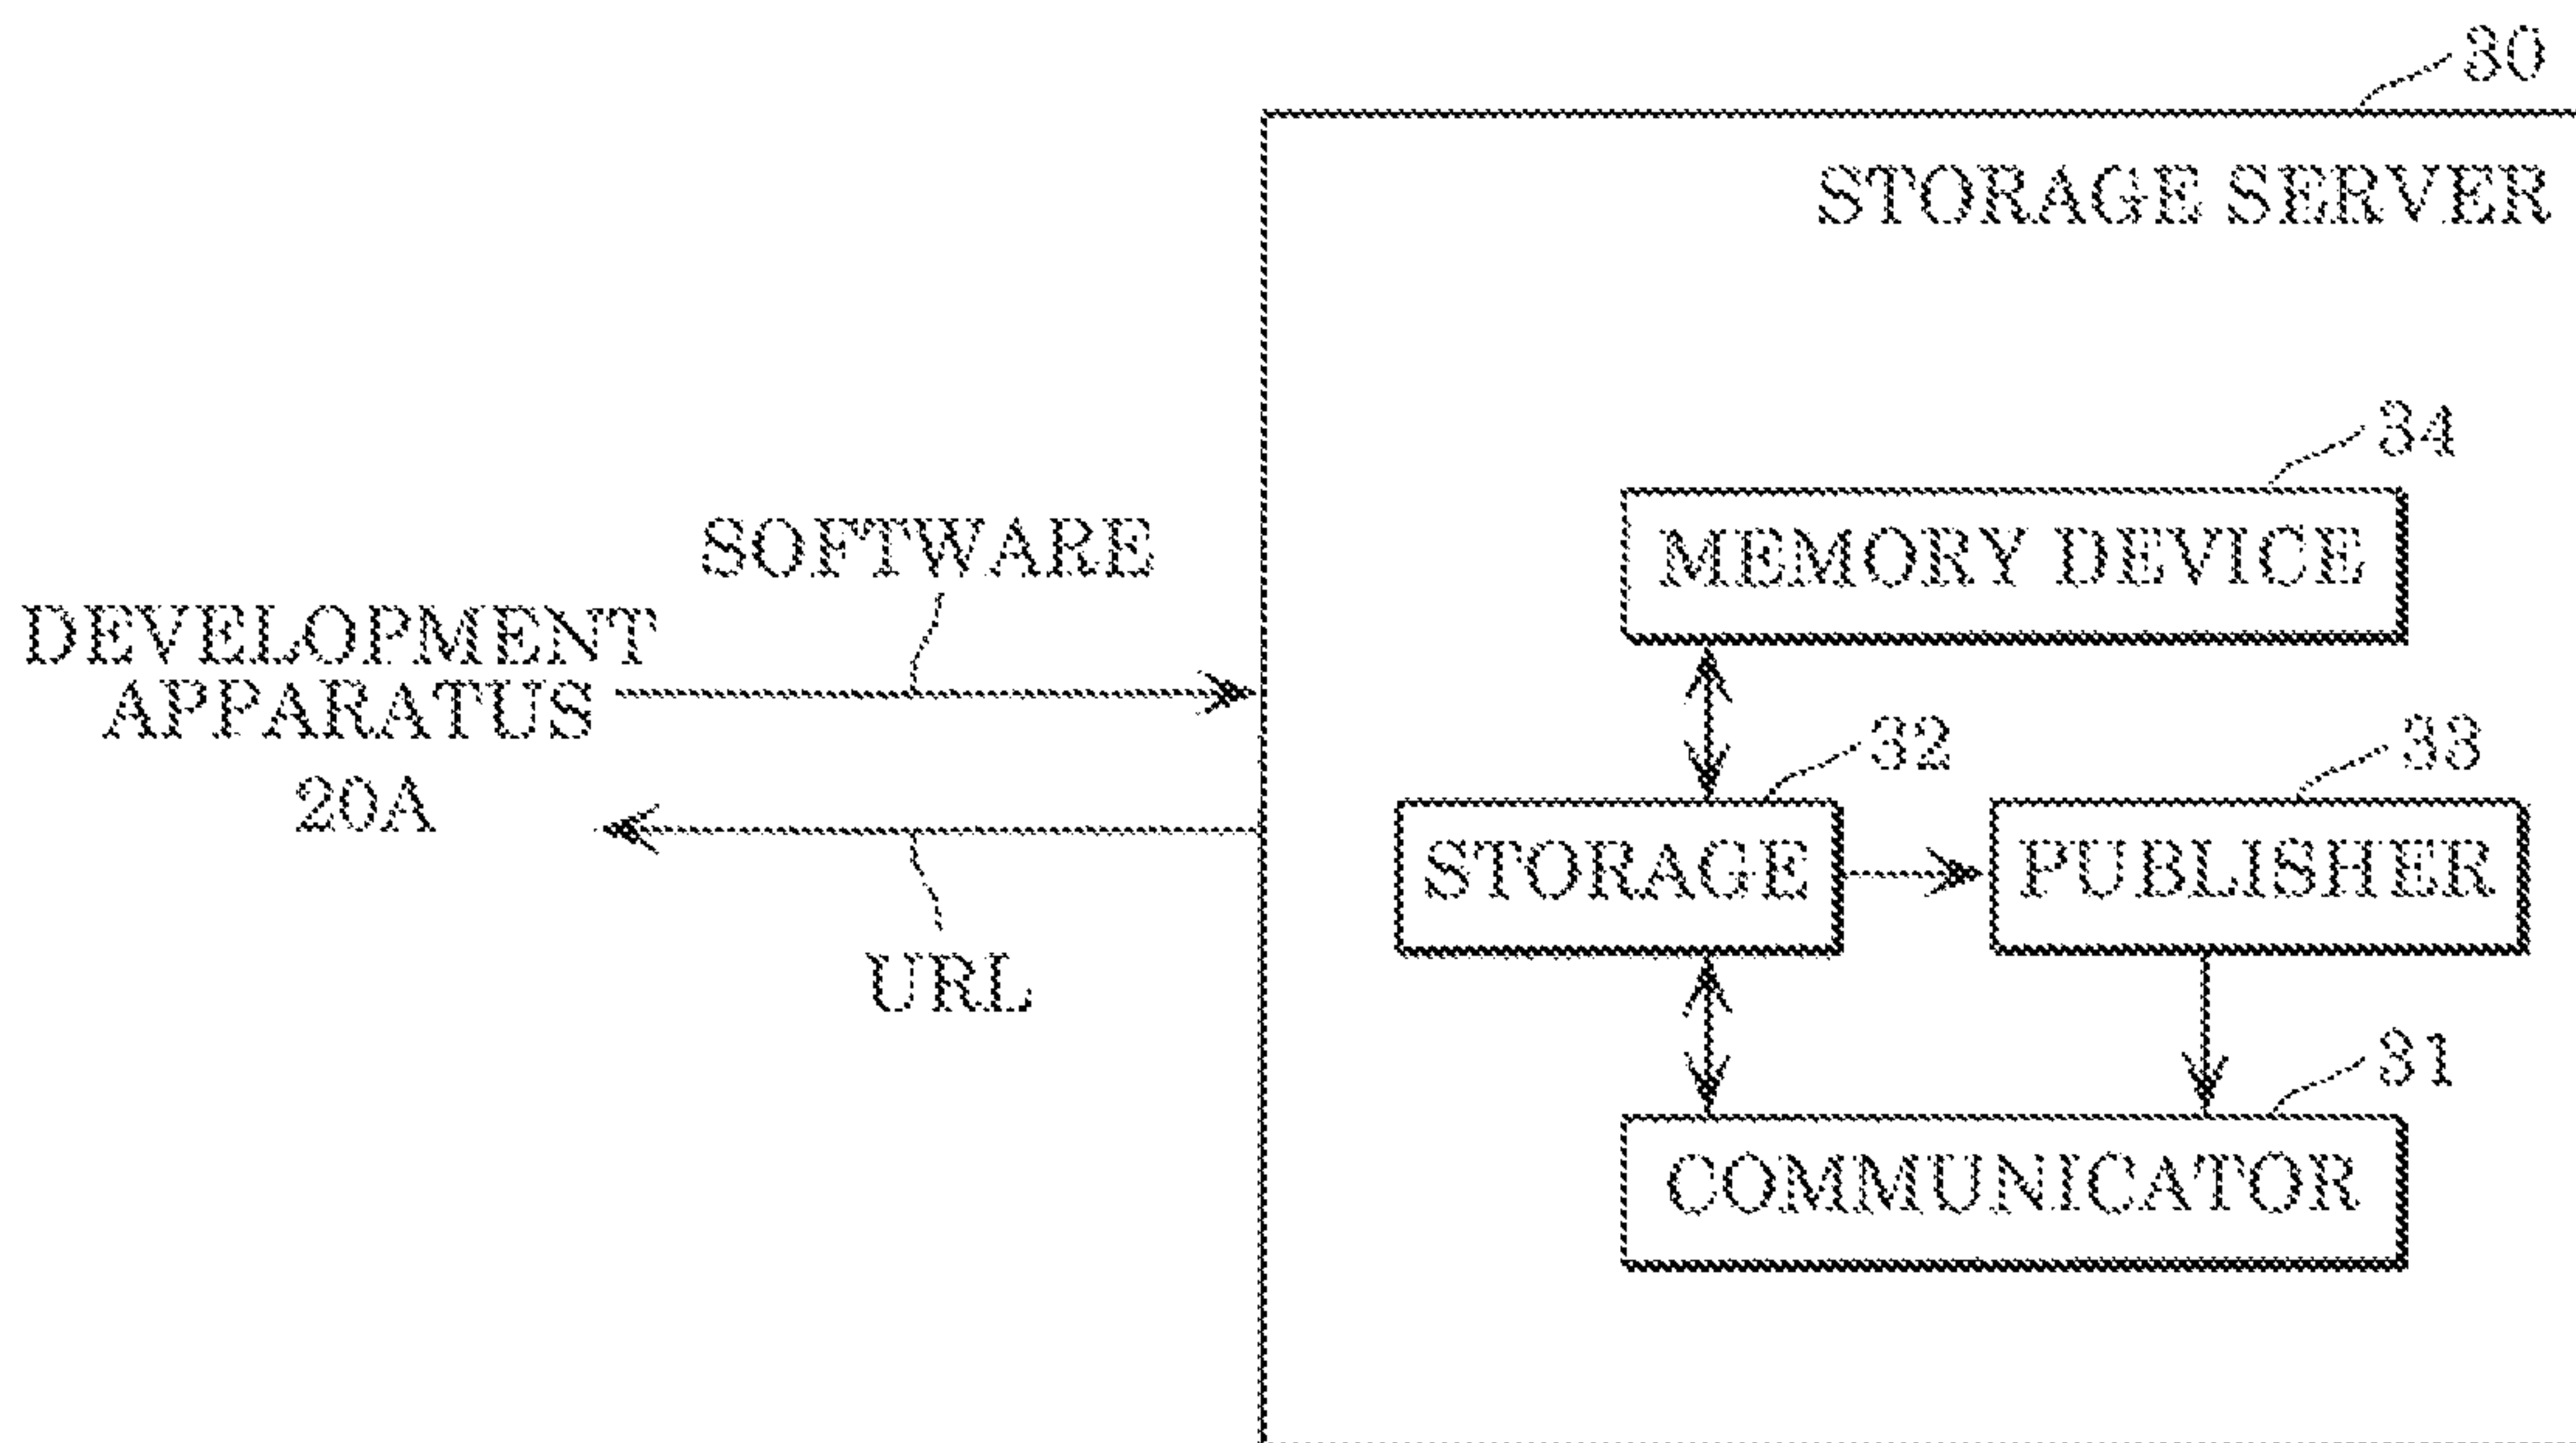 30
STORAGE SERVER
34
MEMORY DEVICE
SOFTWARE
DEVELOPMENT
APPARATUS
20A
32
33
STORAGE
PUBLISHER
URL
31
COMMUNICATOR